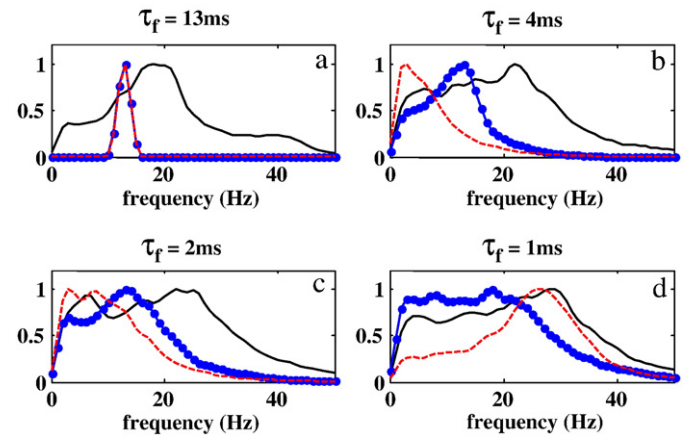 τf = 13ms
τf = 4ms
a
b
1
0.5
0
0
20
40
frequency (Hz)
1
0.5
0
0
20
40
frequency (Hz)
τf = 2ms
τf = 1ms
c
d
1
0.5
0
0
20
40
frequency (Hz)
1
0.5
0
0
20
40
frequency (Hz)